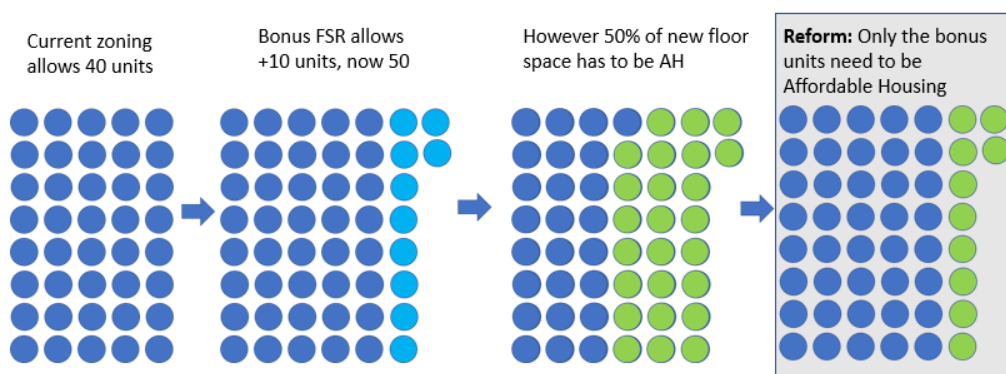 Current zoning
allows 40 units
Bonus FSR allows
+10 units, now 50
However 50% of new floor
space has to be AH
Reform: Only the bonus
units need to be
Affordable Housing